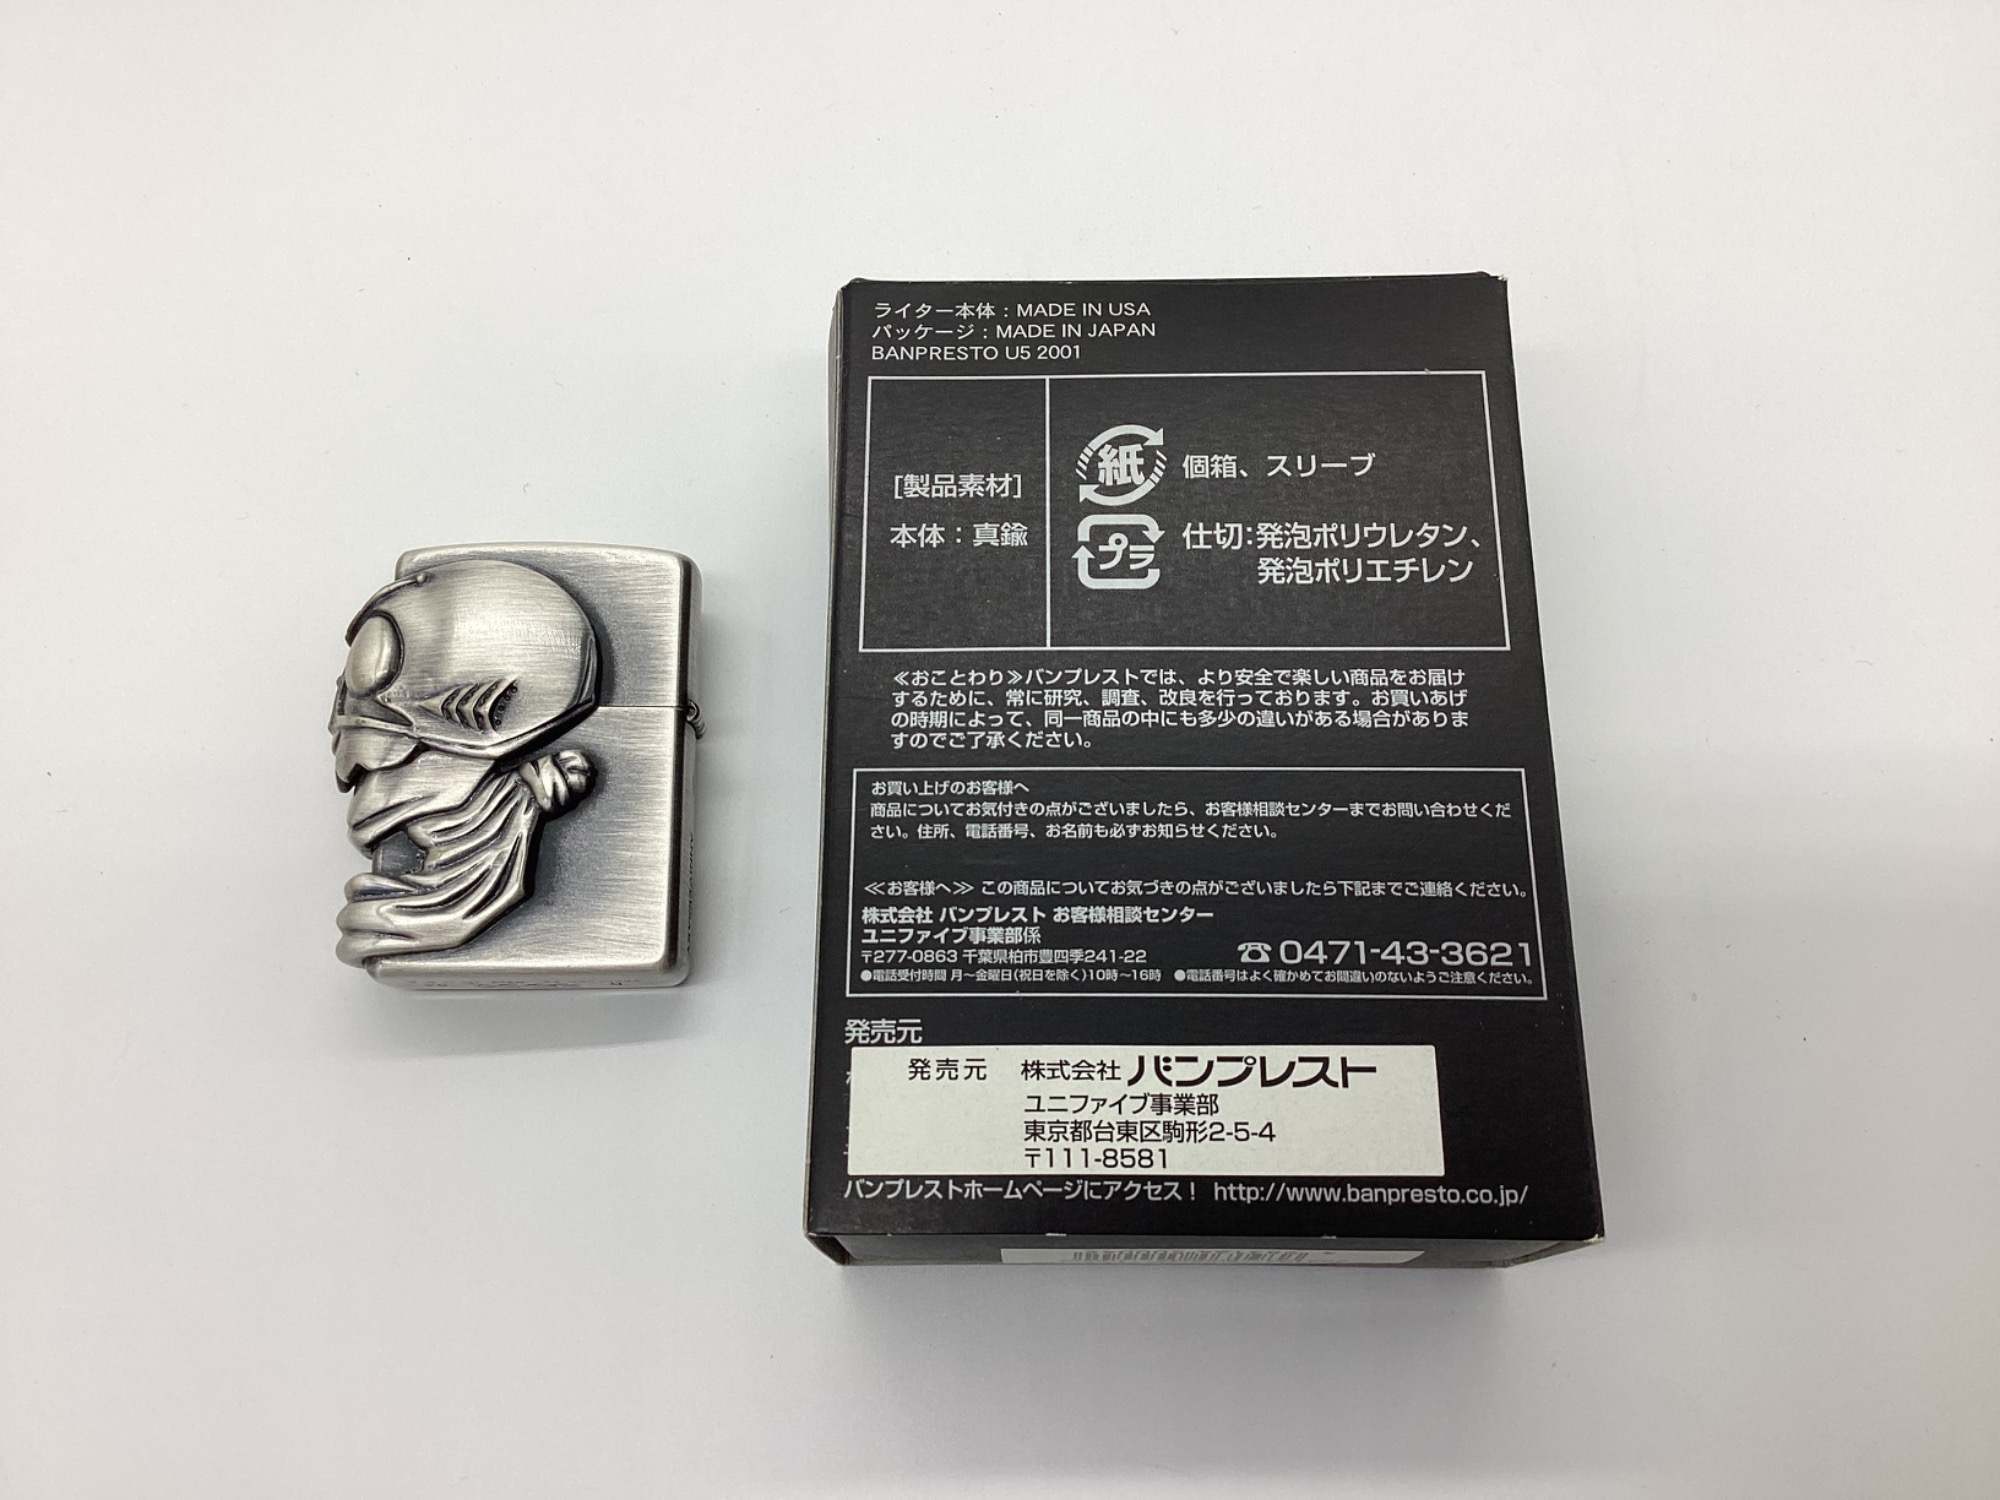 ライター本体：MADE IN USA
パッケージ：MADE IN JAPAN
BANPRESTO U5 2001
[製品素材]
本体：真鍮
紙 個箱、スリーブ
プラ 仕切：発泡ポリウレタン、
発泡ポリエチレン
≪おことわり≫バンプレストでは、より安全で楽しい商品をお届け
するために、常に研究、調査、改良を行っております。お買いあげ
の時期によって、同一商品の中にも多少の違いがある場合がありま
すのでご了承ください。
お買い上げのお客様へ
商品についてお気付きの点がございましたら、お客様相談センターまでお問い合わせくだ
さい。住所、電話番号、お名前も必ずお知らせください。
≪お客様へ≫ この商品についてお気づきの点がございましたら下記までご連絡ください。
株式会社 バンプレスト お客様相談センター
ユニファイブ事業部係
〒277-0863 千葉県柏市豊四季241-22
☎0471-43-3621
●電話受付時間 月～金曜日(祝日を除く)10時～16時 ●電話番号はよく確かめてお間違いのないようご注意ください。
発売元
発売元 株式会社 バンプレスト
ユニファイブ事業部
東京都台東区駒形2-5-4
〒111-8581
バンプレストホームページにアクセス！ http://www.banpresto.co.jp/